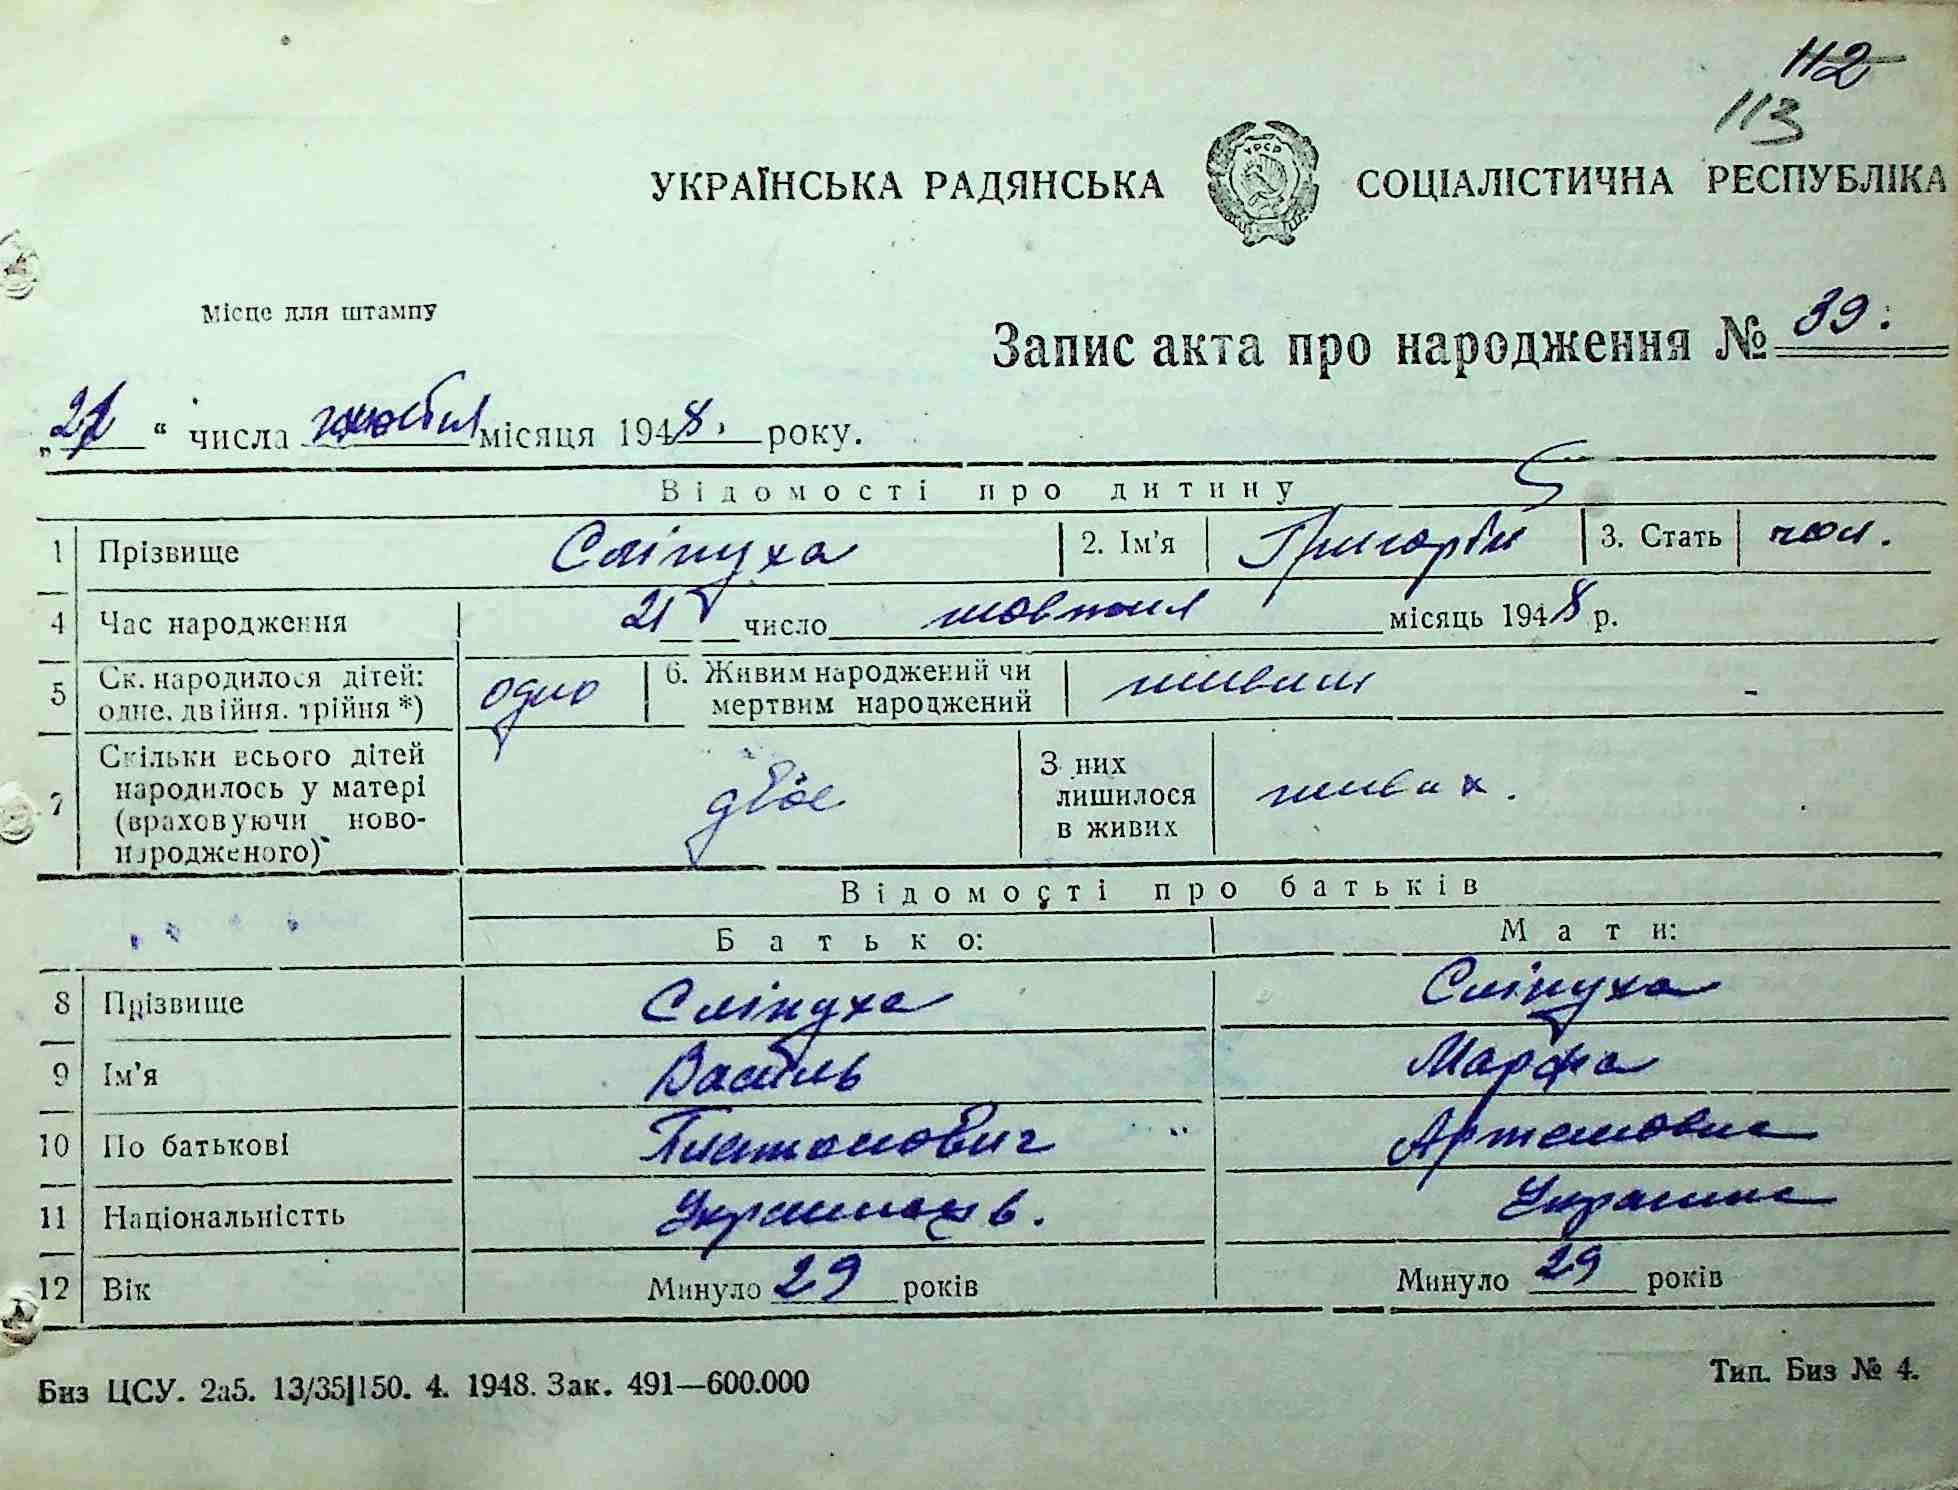 112
113
УКРАЇНСЬКА РАДЯНСЬКА СОЦІАЛІСТИЧНА РЕСПУБЛІКА
УРСР
Місце для штампу
Запис акта про народження № 39.
„ “ числа місяця 1948. року.
Відомості про дитину
1 Прізвище Сліпуха 2. Ім'я Григорій 3. Стать чол.
4 Час народження 21 число жовтня місяць 1948 р.
5 Ск. народилося дітей: одно 6. Живим народжений чи живим
одне, двійня, трійня *) мертвим народжений
7 Скільки всього дітей двоє З них живих.
народилось у матері лишилося
(враховуючи ново- в живих
народженого)
Відомості про батьків
Батько: Мати:
8 Прізвище Сліпуха Сліпуха
9 Ім'я Василь Марфа
10 По батькові Платонович Артемовна
11 Національністть Українець. Українка
12 Вік Минуло 29 років Минуло 29 років
Биз ЦСУ. 2а5. 13/35|150. 4. 1948. Зак. 491—600.000 Тип. Биз № 4.